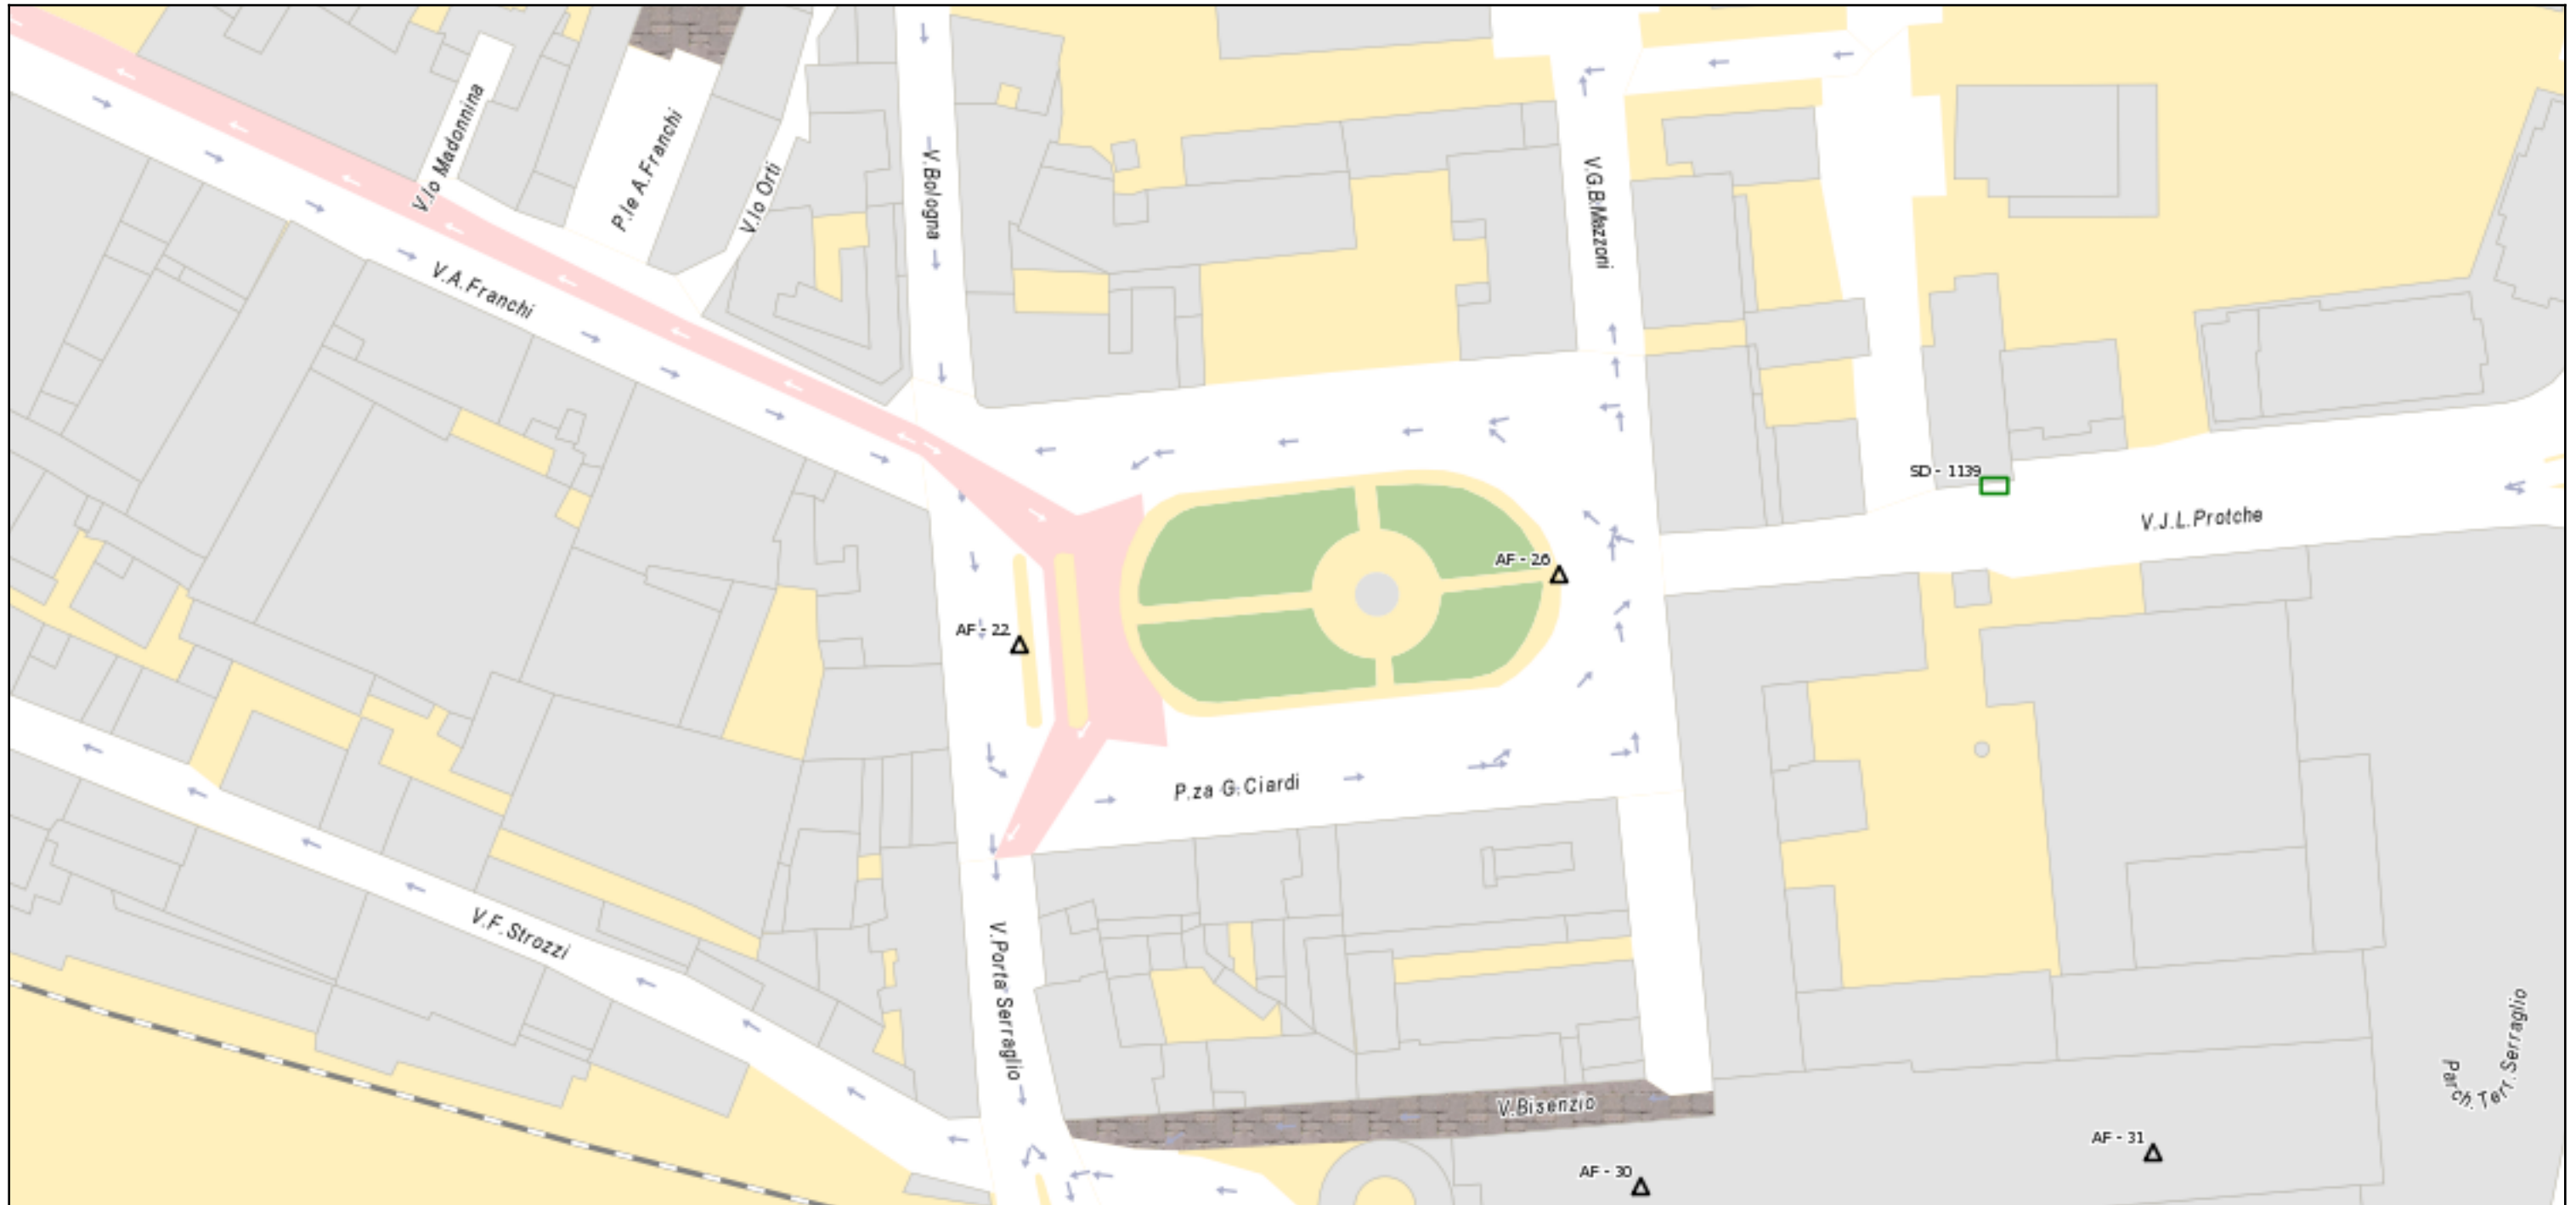 V.lo Madonnina
P.le A.Franchi
V.lo Orti
V.Bologna
V.G.B.Mazzoni
V.A.Franchi
SD - 1139
V.J.L.Protche
AF - 26
AF - 22
P.za G.Ciardi
V.F.Strozzi
V.Porta Serraglio
Parch.Terr.Serraglio
V.Bisenzio
AF - 31
AF - 30